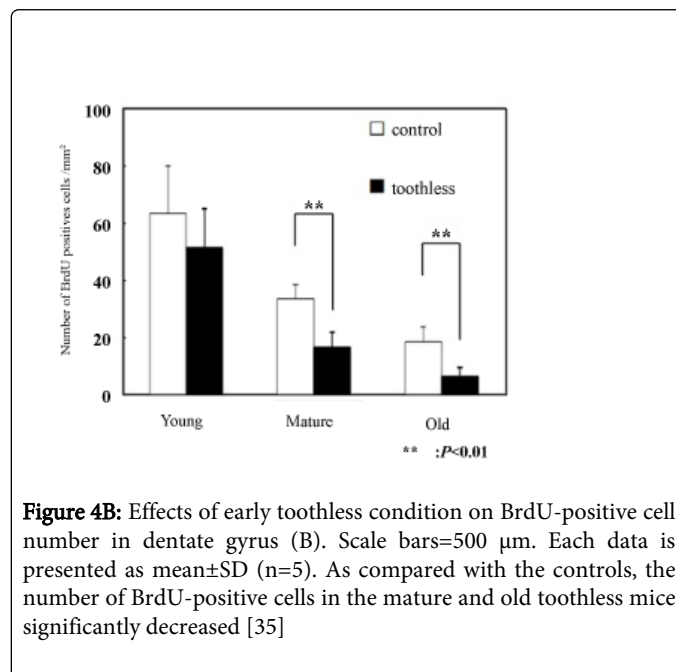 100
80
60
40
20
0
Number of BrdU positives cells /mm²
control
toothless
**
**
Young
Mature
Old
** :P<0.01
Figure 4B: Effects of early toothless condition on BrdU-positive cell
number in dentate gyrus (B). Scale bars=500 μm. Each data is
presented as mean±SD (n=5). As compared with the controls, the
number of BrdU-positive cells in the mature and old toothless mice
significantly decreased [35]